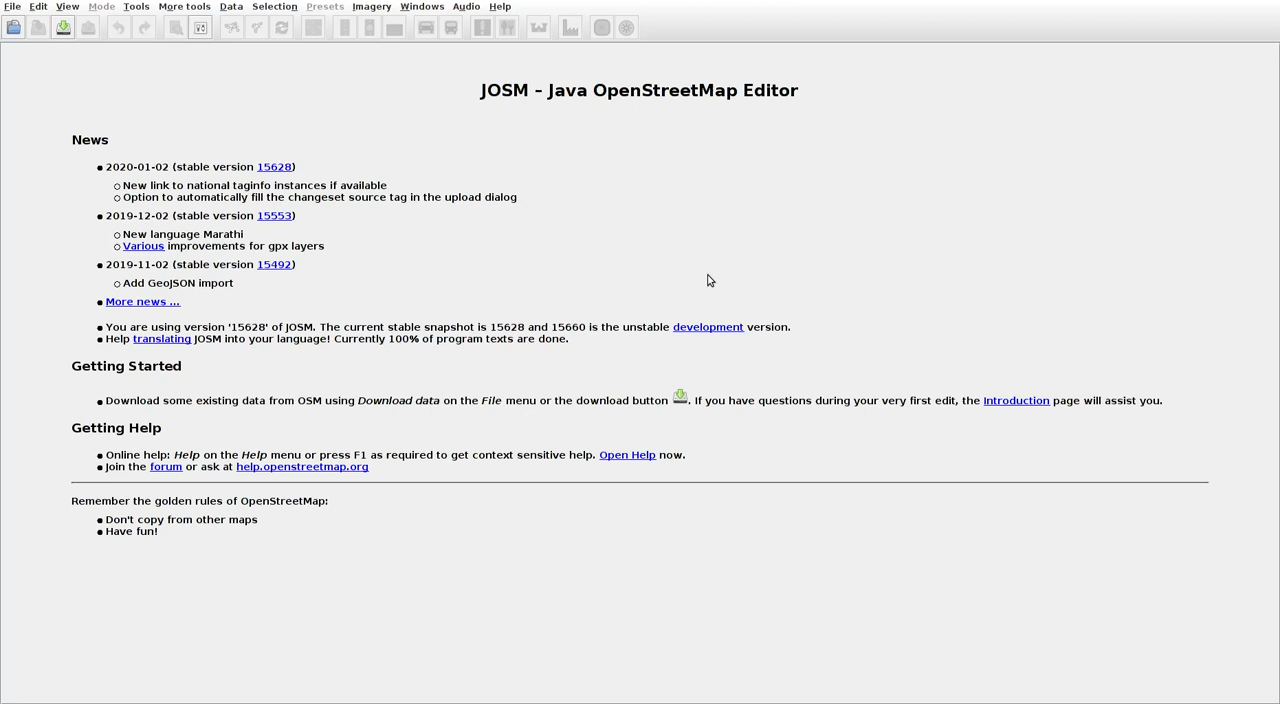 File Edit View Mode Tools More tools Data Selection Presets Imagery Windows Audio Help
JOSM – Java OpenStreetMap Editor
News
2020-01-02 (stable version 15628)
New link to national taginfo instances if available
Option to automatically fill the changeset source tag in the upload dialog
2019-12-02 (stable version 15553)
New language Marathi
Various improvements for gpx layers
2019-11-02 (stable version 15492)
Add GeoJSON import
More news ...
You are using version '15628' of JOSM. The current stable snapshot is 15628 and 15660 is the unstable development version.
Help translating JOSM into your language! Currently 100% of program texts are done.
Getting Started
Download some existing data from OSM using Download data on the File menu or the download button . If you have questions during your very first edit, the Introduction page will assist you.
Getting Help
Online help: Help on the Help menu or press F1 as required to get context sensitive help. Open Help now.
Join the forum or ask at help.openstreetmap.org
Remember the golden rules of OpenStreetMap:
Don't copy from other maps
Have fun!